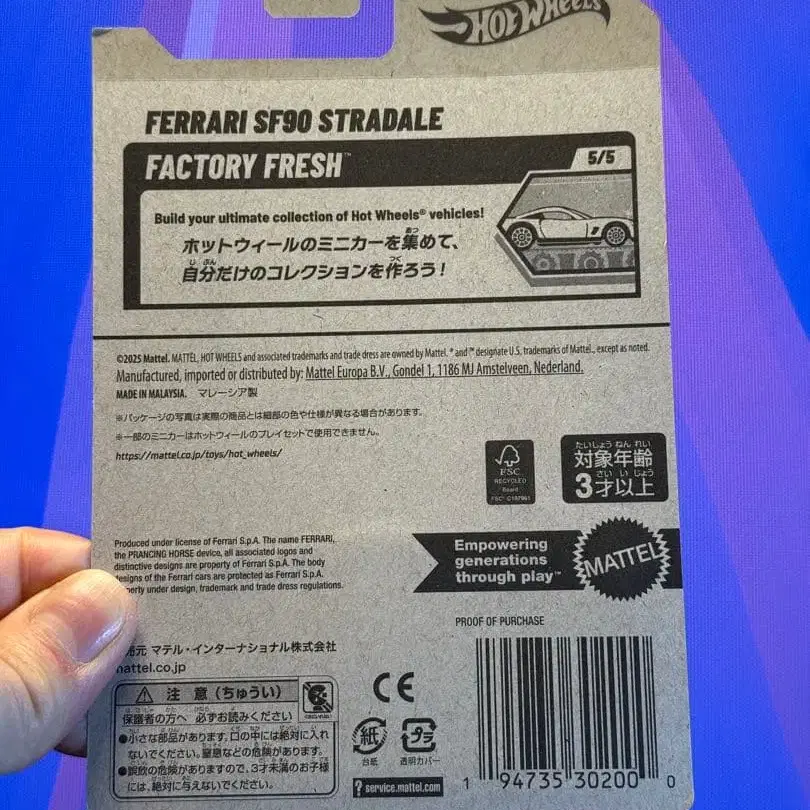 HOT WHEELS
FERRARI SF90 STRADALE
FACTORY FRESH™
5/5
Build your ultimate collection of Hot Wheels® vehicles!
ホットウィールのミニカーを集めて、
自分だけのコレクションを作ろう!
©2025 Mattel. MATTEL, HOT WHEELS and associated trademarks and trade dress are owned by Mattel. ® and ™ designate U.S. trademarks of Mattel, except as noted.
Manufactured, imported or distributed by: Mattel Europa B.V., Gondel 1, 1186 MJ Amstelveen, Nederland.
MADE IN MALAYSIA. マレーシア製
※パッケージの写真は実際の商品とは細部の色や仕様が異なる場合があります。
※一部のミニカーはホットウィールのプレイセットで使用できません。
https://mattel.co.jp/toys/hot_wheels/
FSC
RECYCLED
Board
対象年齢
3才以上
Produced under license of Ferrari S.p.A. The name FERRARI,
the PRANCING HORSE device, all associated logos and
distinctive designs are property of Ferrari S.p.A. The body
designs of the Ferrari cars are protected as Ferrari S.p.A.
property under design, trademark and trade dress regulations.
Empowering
generations
through play™
MATTEL
PROOF OF PURCHASE
元 マテル・インターナショナル株式会社
mattel.co.jp
注 意(ちゅうい)
保護者の方へ 必ずお読みください
●小さな部品があります。口の中には絶対に入れ
ないでください。窒息などの危険があります。
●誤飲の危険がありますので、3才未満のお子様
には、絶対に与えないでください。
CE
紙
台紙
プラ
透明カバー
? service.mattel.com
1 94735 30200 0